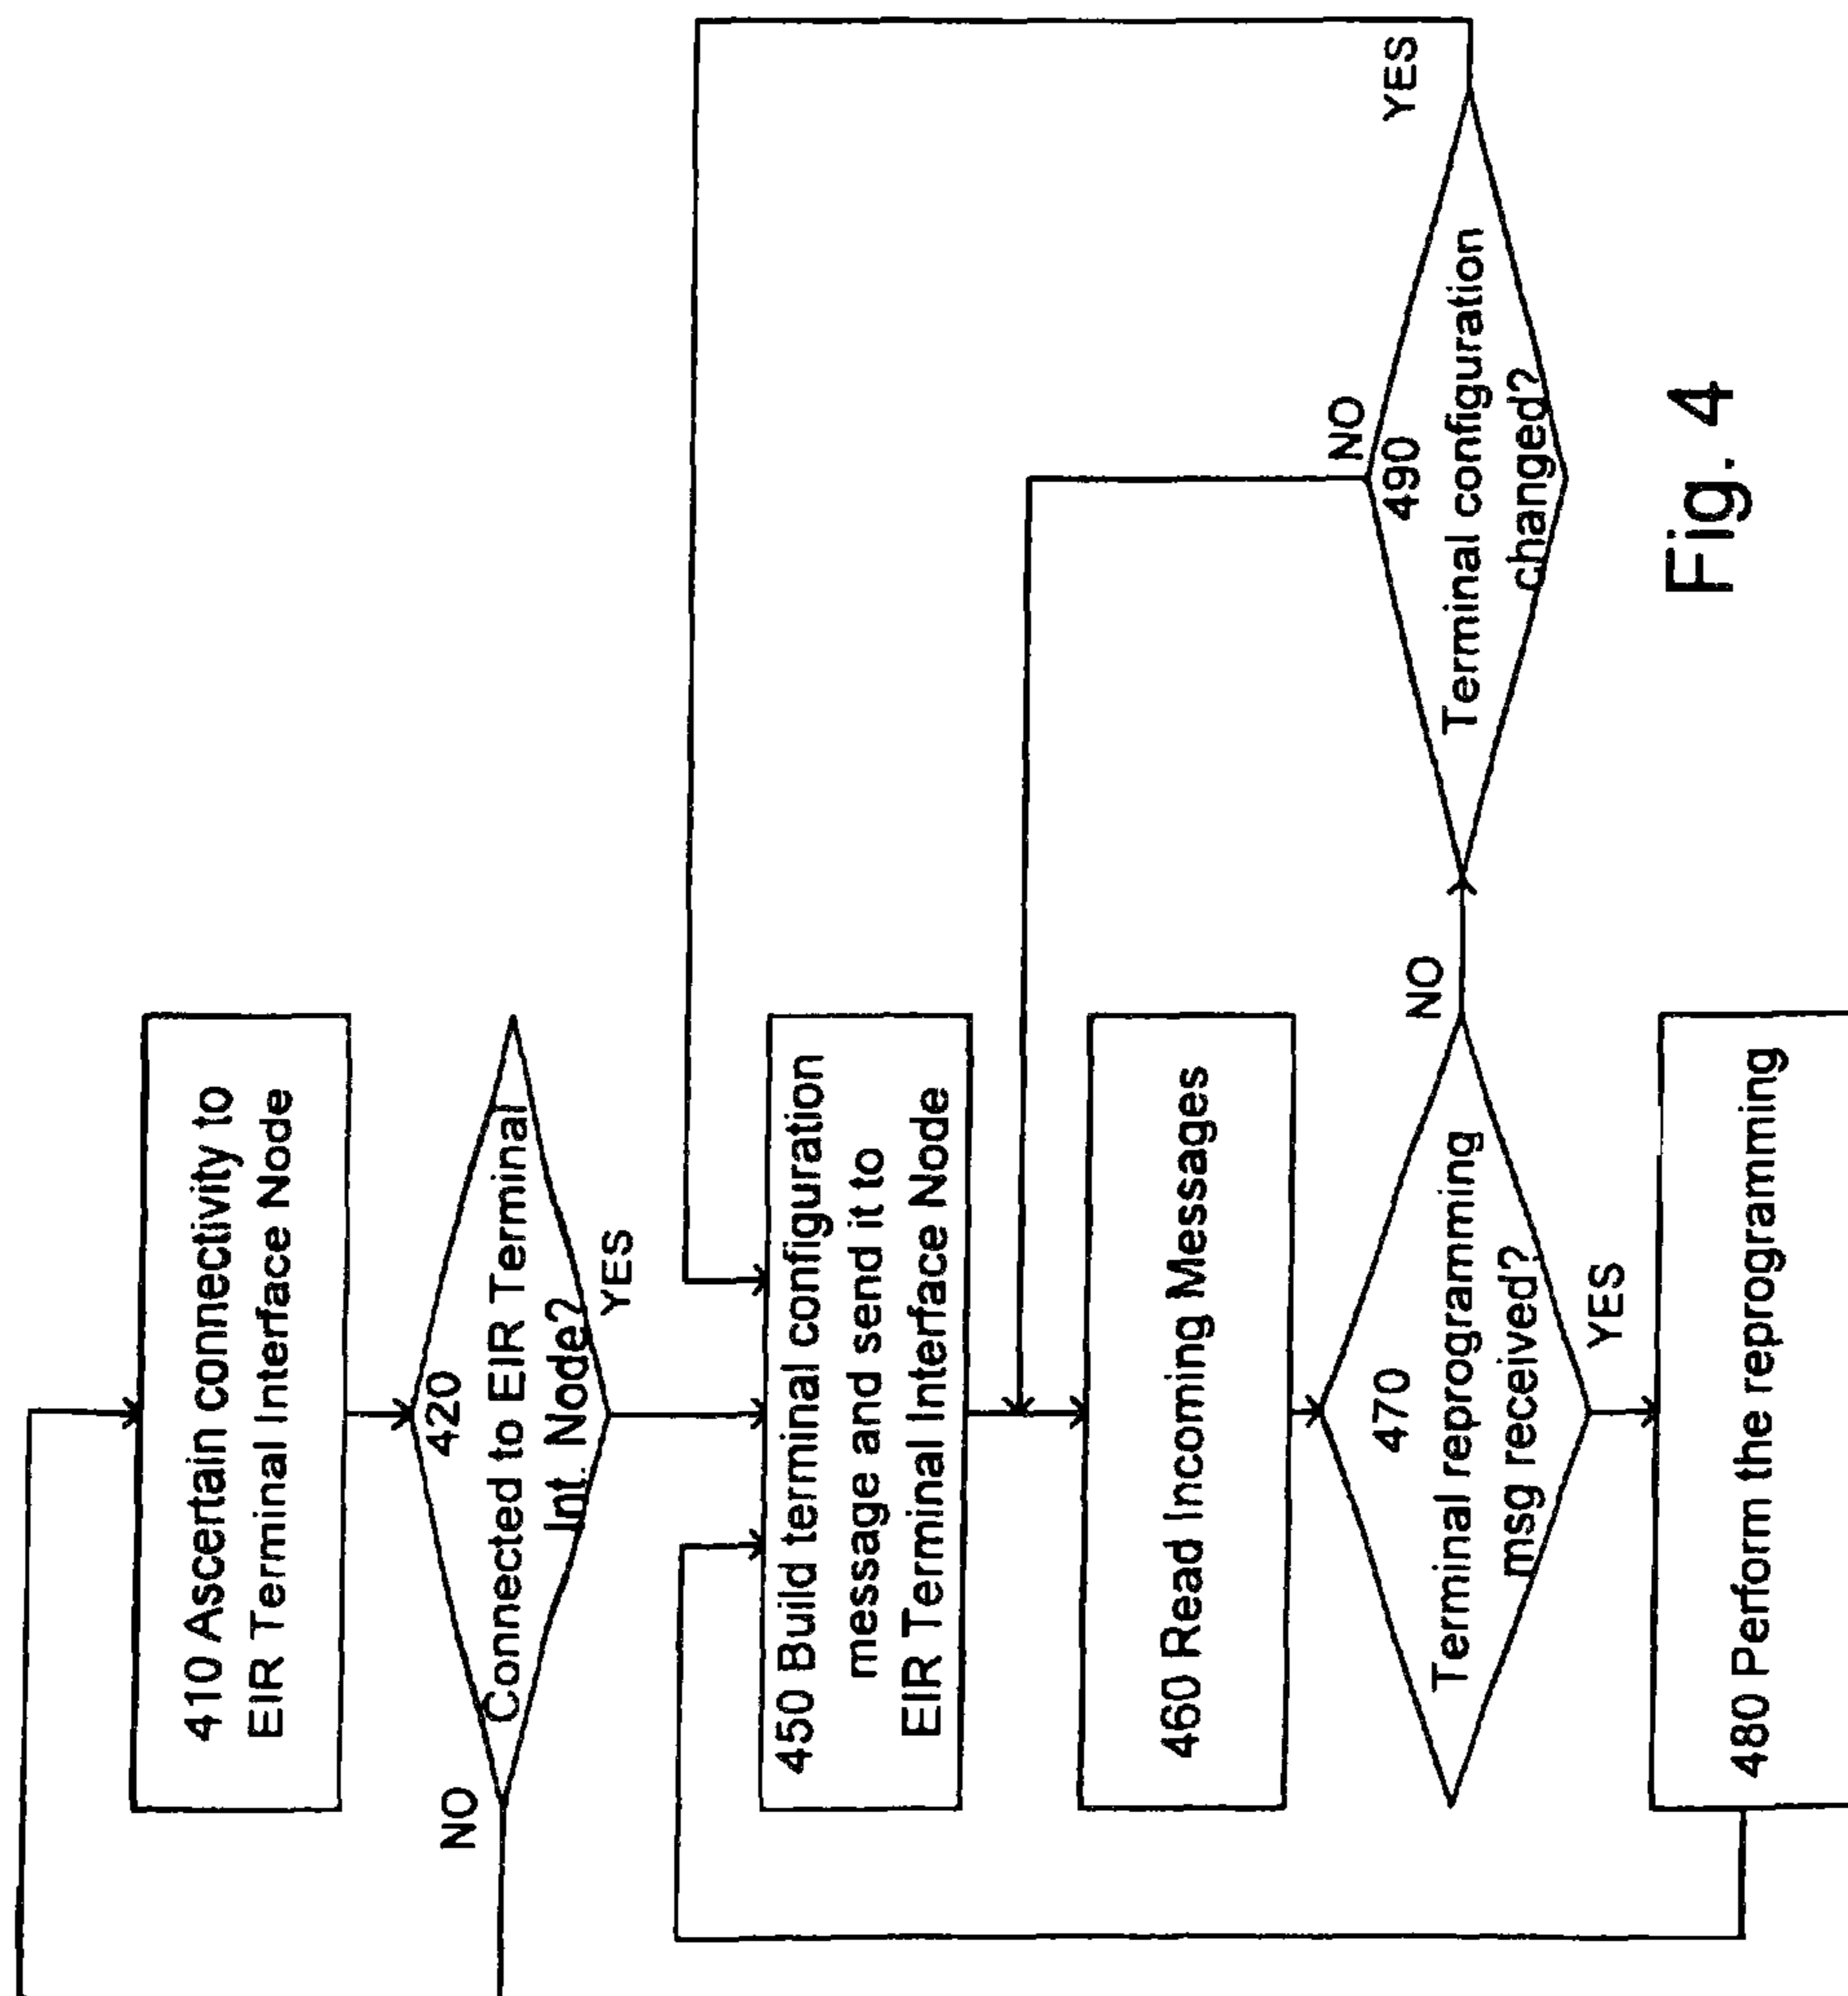 410 Ascertain connectivity to
EIR Terminal Interface Node
420
Connected to EIR Terminal
Int. Node?
NO
YES
450 Build terminal configuration
message and send it to
EIR Terminal Interface Node
460 Read Incoming Messages
470
Terminal reprogramming
msg received?
NO
YES
480 Perform the reprogramming
NO
490
Terminal configuration
changed?
YES
Fig. 4